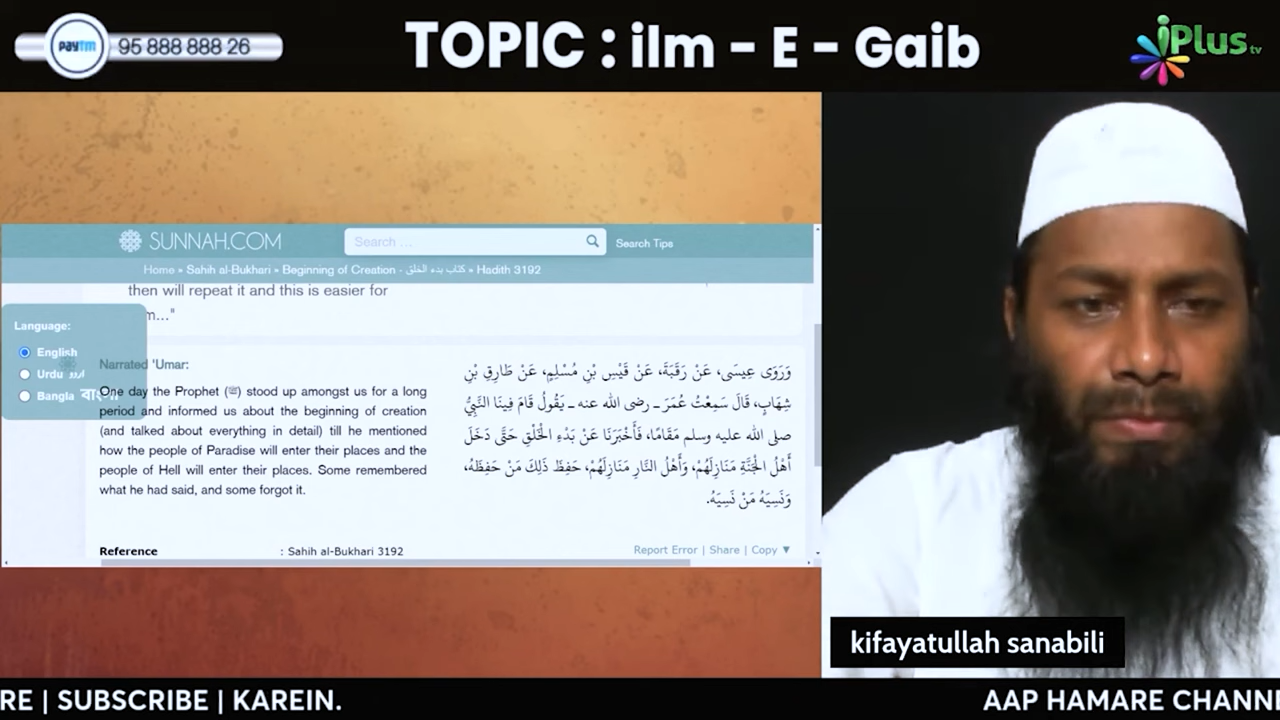 paytm 95 888 888 26
TOPIC : ilm - E - Gaib
iPlus tv
SUNNAH.COM
Search ...
Search Tips
Home » Sahih al-Bukhari » Beginning of Creation - كتاب بدء الخلق » Hadith 3192
then will repeat it and this is easier for
m..."
Language:
English
Urdu اردو
Bangla
Narrated 'Umar:
One day the Prophet (ﷺ) stood up amongst us for a long
period and informed us about the beginning of creation
(and talked about everything in detail) till he mentioned
how the people of Paradise will enter their places and the
people of Hell will enter their places. Some remembered
what he had said, and some forgot it.
وَرَوَى عِيسَى، عَنْ رَقَبَةَ، عَنْ قَيْسِ بْنِ مُسْلِمٍ، عَنْ طَارِقِ بْنِ
شِهَابٍ، قَالَ سَمِعْتُ عُمَرَ ـ رضى الله عنه ـ يَقُولُ قَامَ فِينَا النَّبِيُّ
صلى الله عليه وسلم مَقَامًا، فَأَخْبَرَنَا عَنْ بَدْءِ الْخَلْقِ حَتَّى دَخَلَ
أَهْلُ الْجَنَّةِ مَنَازِلَهُمْ، وَأَهْلُ النَّارِ مَنَازِلَهُمْ، حَفِظَ ذَلِكَ مَنْ حَفِظَهُ،
وَنَسِيَهُ مَنْ نَسِيَهُ.
Reference : Sahih al-Bukhari 3192
Report Error | Share | Copy ▼
kifayatullah sanabili
RE | SUBSCRIBE | KAREIN.
AAP HAMARE CHANN